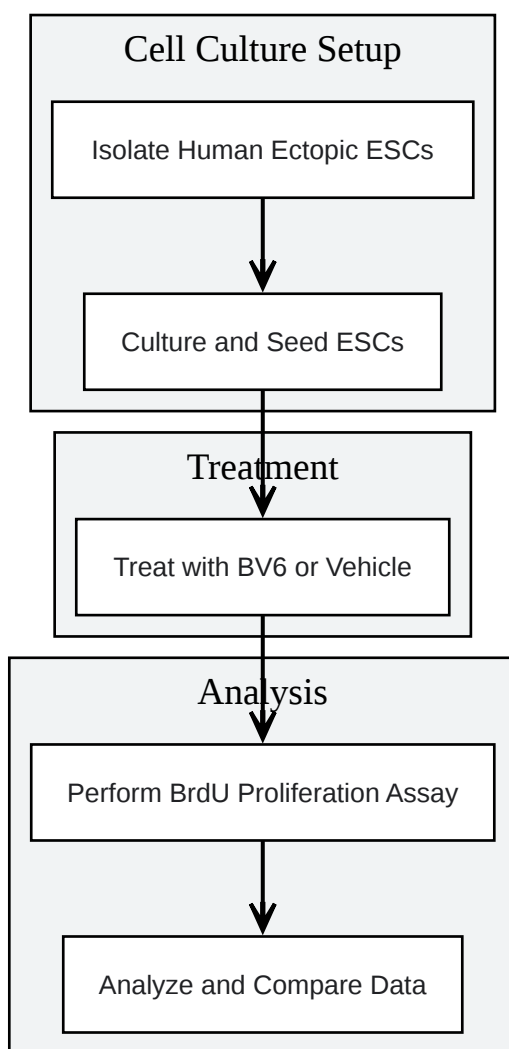 Cell Culture Setup
Isolate Human Ectopic ESCs
Culture and Seed ESCs
Treatment
Treat with BV6 or Vehicle
Analysis
Perform BrdU Proliferation Assay
Analyze and Compare Data